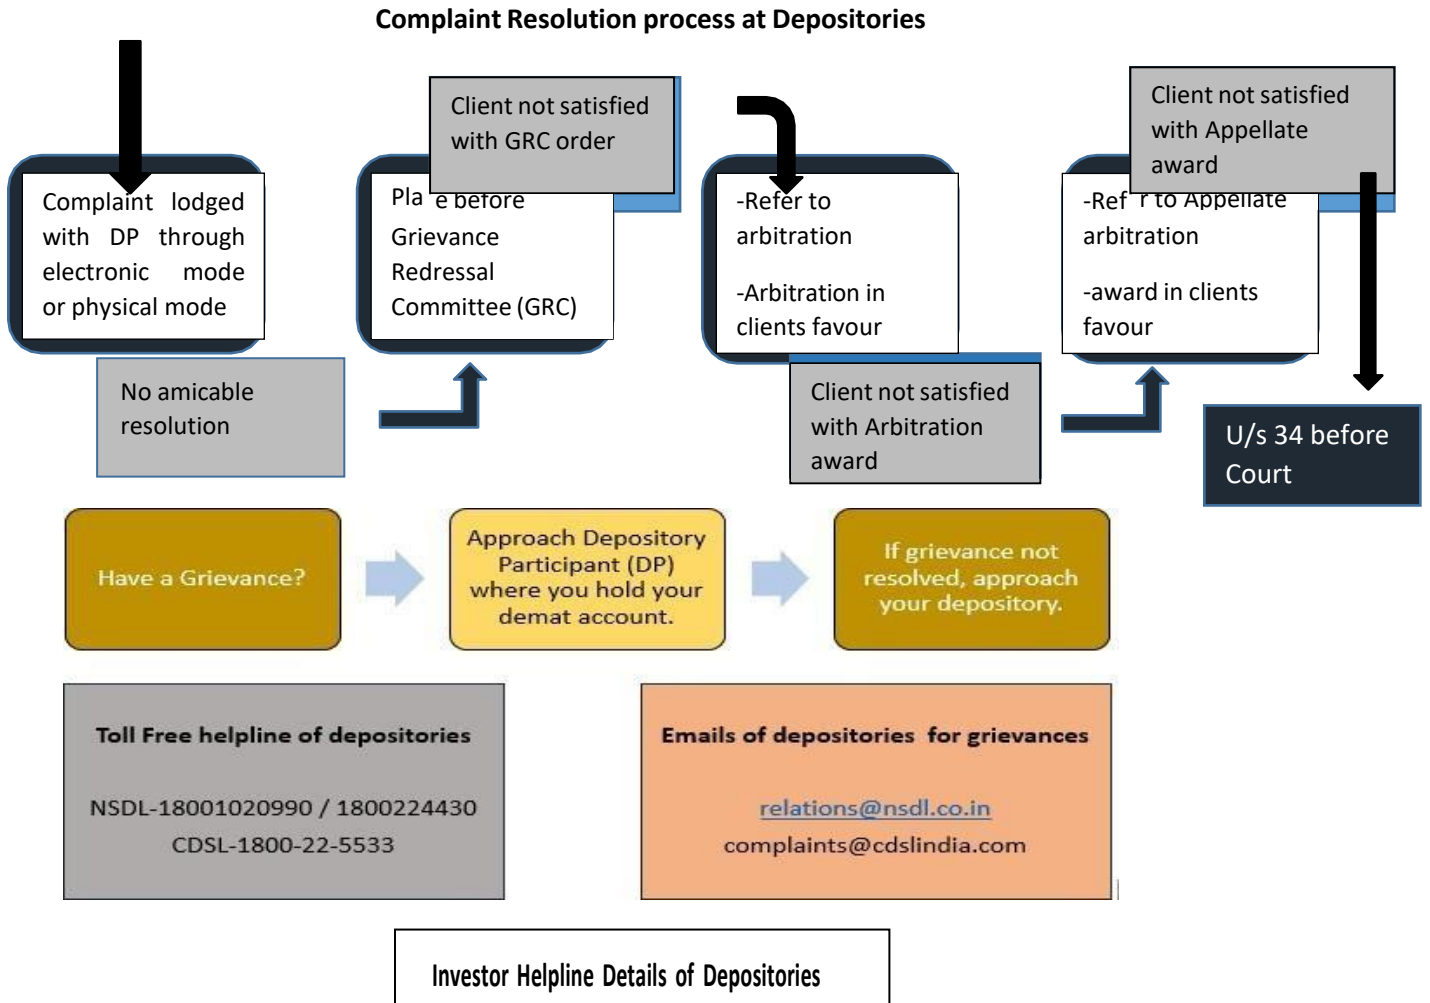 Complaint Resolution process at Depositories
Client not satisfied
with GRC order
Client not satisfied
with Appellate
award
Complaint lodged
with DP through
electronic mode
or physical mode
Pla e before
Grievance
Redressal
Committee (GRC)
-Refer to
arbitration
-Arbitration in
clients favour
-Ref r to Appellate
arbitration
-award in clients
favour
No amicable
resolution
Client not satisfied
with Arbitration
award
U/s 34 before
Court
Have a Grievance?
Approach Depository
Participant (DP)
where you hold your
demat account.
If grievance not
resolved, approach
your depository.
Toll Free helpline of depositories
NSDL-18001020990 / 1800224430
CDSL-1800-22-5533
Emails of depositories for grievances
relations@nsdl.co.in
complaints@cdslindia.com
Investor Helpline Details of Depositories